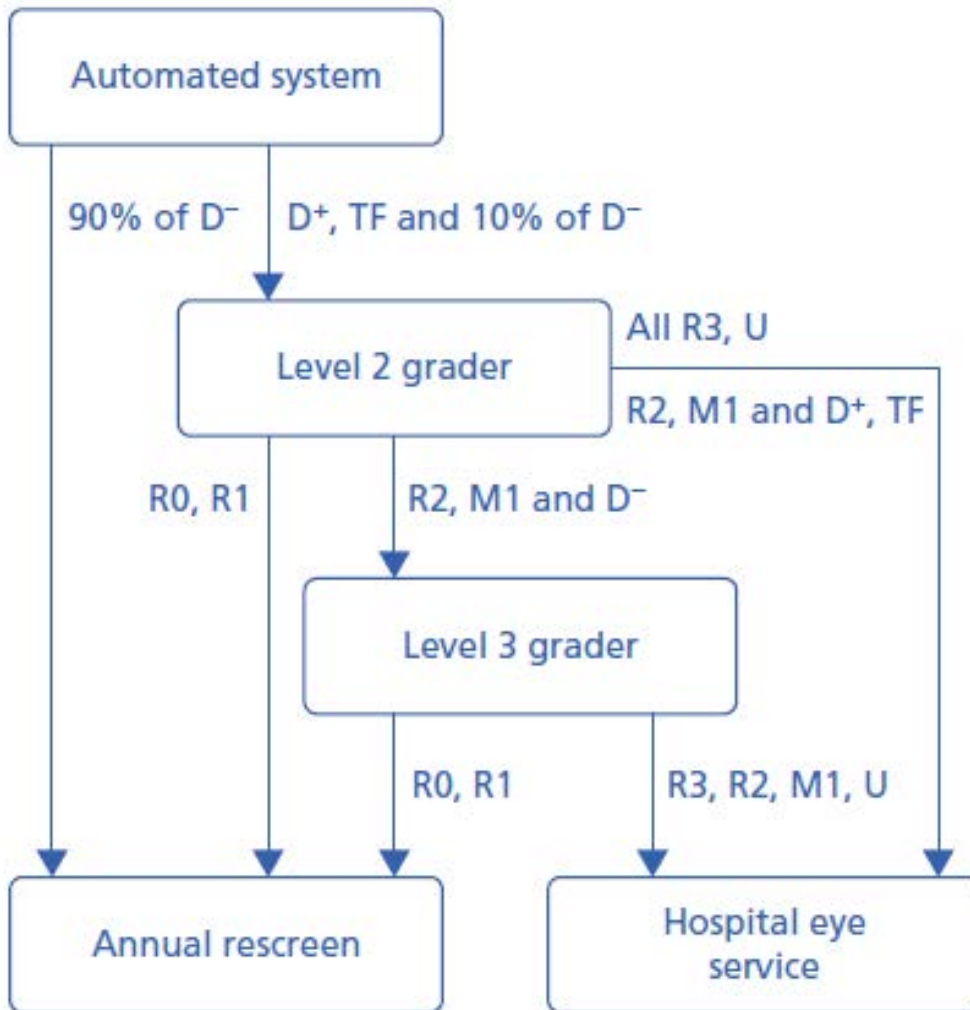 Automated system
90% of D⁻
D⁺, TF and 10% of D⁻
Level 2 grader
All R3, U
R2, M1 and D⁺, TF
R0, R1
R2, M1 and D⁻
Level 3 grader
R0, R1
R3, R2, M1, U
Annual rescreen
Hospital eye
service